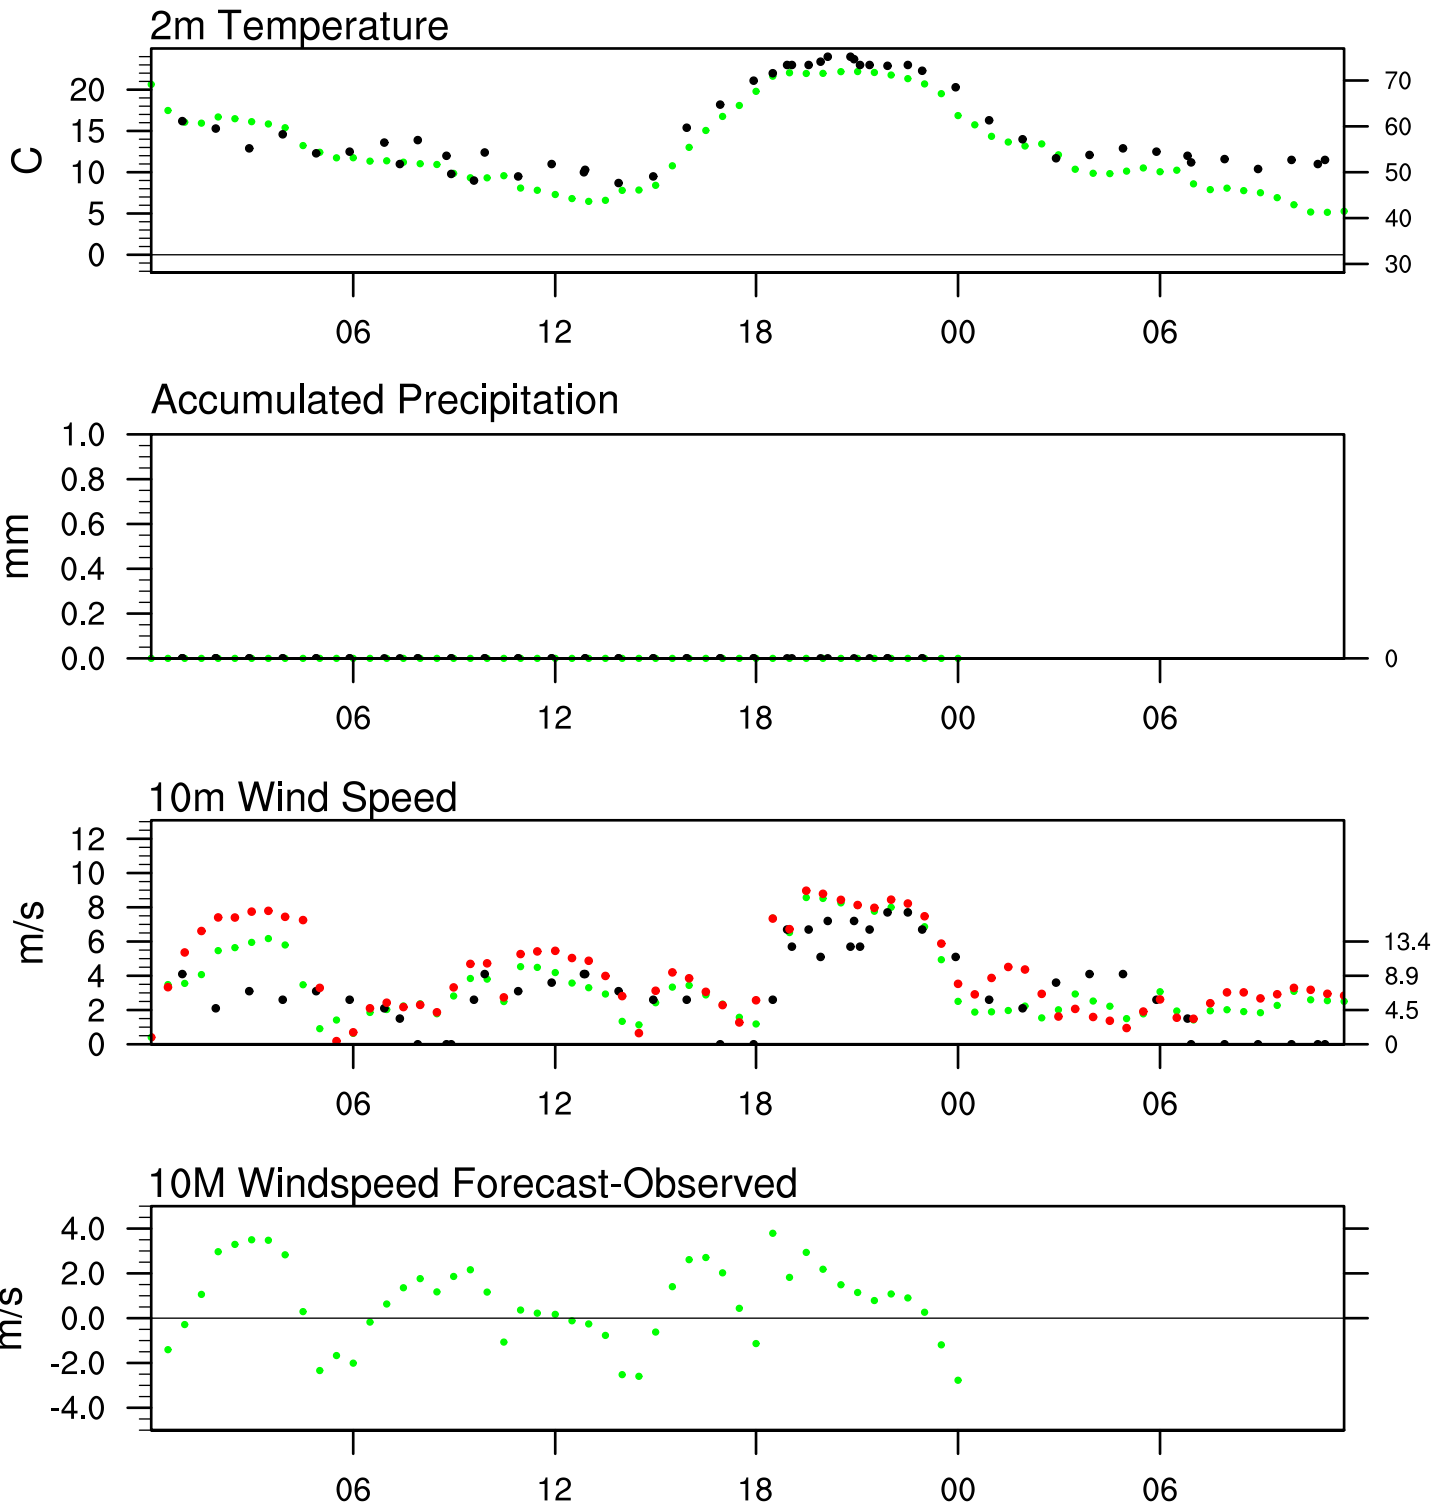 2m Temperature
20
15
10
5
0
C
70
60
50
40
30
06 12 18 00 06
Accumulated Precipitation
1.0
0.8
0.6
0.4
0.2
0.0
mm
0
06 12 18 00 06
10m Wind Speed
12
10
8
6
4
2
0
m/s
13.4
8.9
4.5
0
06 12 18 00 06
10M Windspeed Forecast-Observed
4.0
2.0
0.0
-2.0
-4.0
m/s
06 12 18 00 06